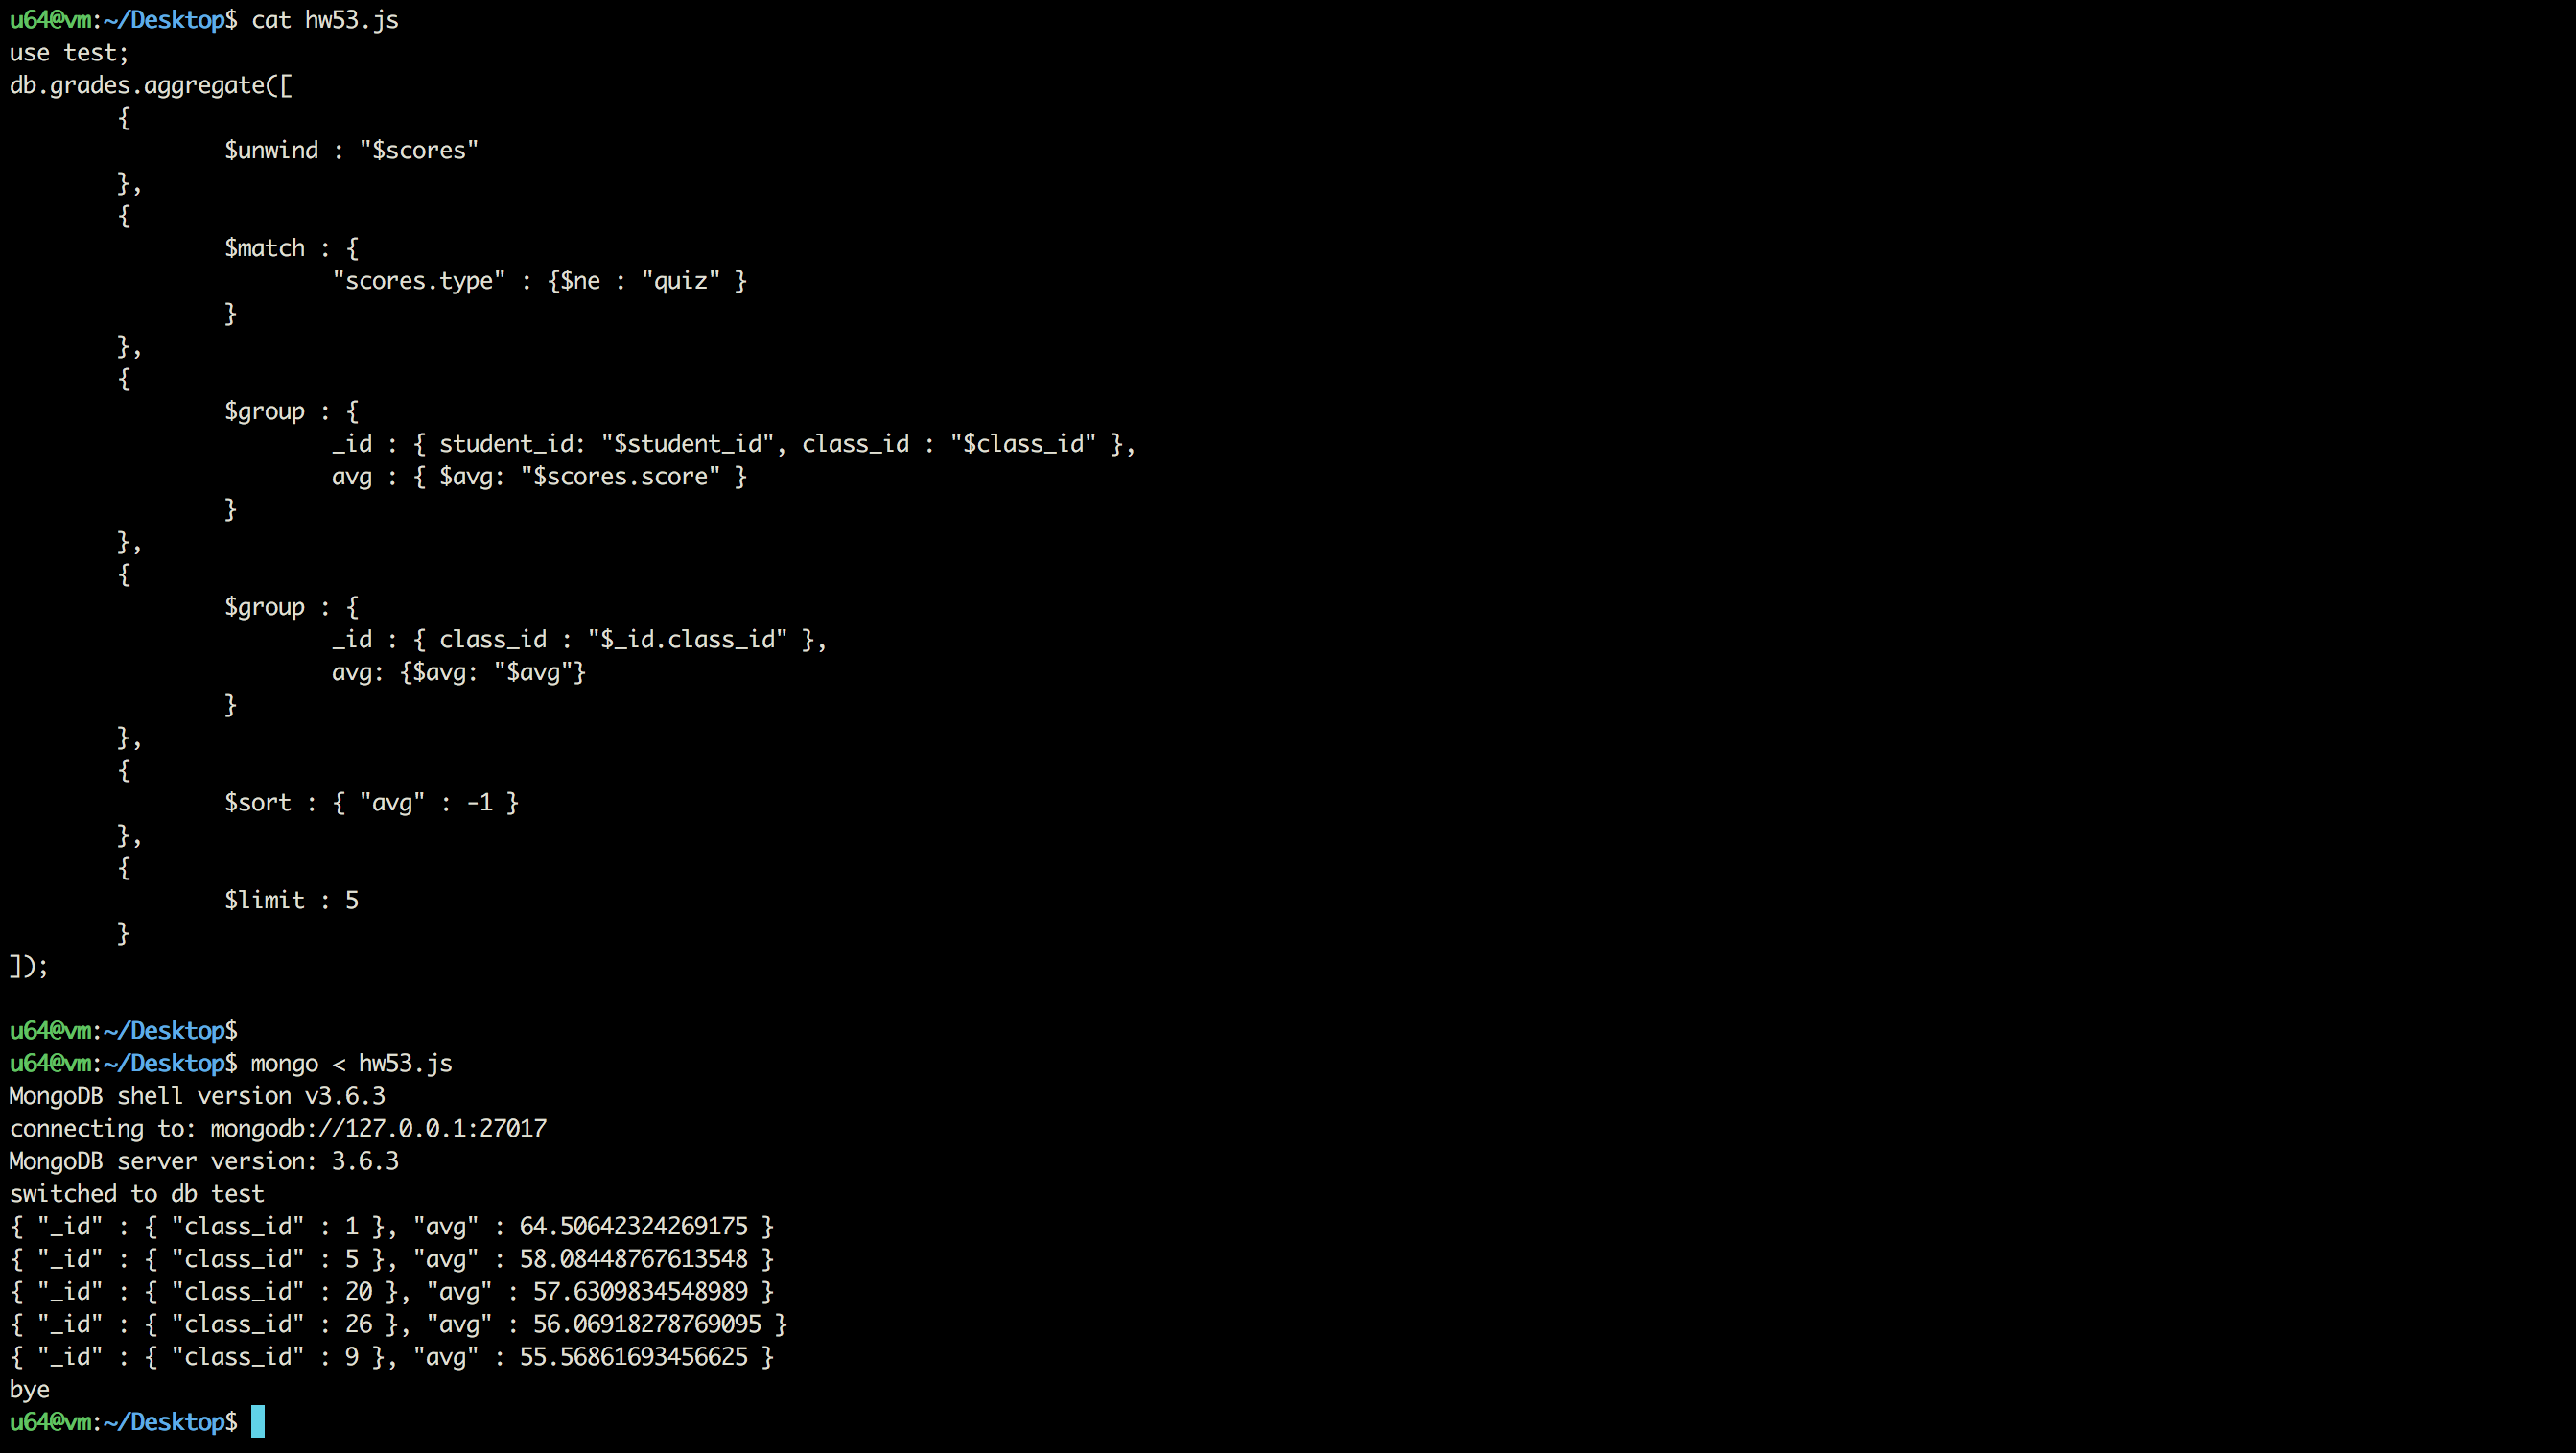 u64@vm:~/Desktop$ cat hw53.js
use test;
db.grades.aggregate([
        {
                $unwind : "$scores"
        },
        {
                $match : {
                        "scores.type" : {$ne : "quiz" }
                }
        },
        {
                $group : {
                        _id : { student_id: "$student_id", class_id : "$class_id" },
                        avg : { $avg: "$scores.score" }
                }
        },
        {
                $group : {
                        _id : { class_id : "$_id.class_id" },
                        avg: {$avg: "$avg"}
                }
        },
        {
                $sort : { "avg" : -1 }
        },
        {
                $limit : 5
        }
]);

u64@vm:~/Desktop$
u64@vm:~/Desktop$ mongo < hw53.js
MongoDB shell version v3.6.3
connecting to: mongodb://127.0.0.1:27017
MongoDB server version: 3.6.3
switched to db test
{ "_id" : { "class_id" : 1 }, "avg" : 64.50642324269175 }
{ "_id" : { "class_id" : 5 }, "avg" : 58.08448767613548 }
{ "_id" : { "class_id" : 20 }, "avg" : 57.6309834548989 }
{ "_id" : { "class_id" : 26 }, "avg" : 56.06918278769095 }
{ "_id" : { "class_id" : 9 }, "avg" : 55.56861693456625 }
bye
u64@vm:~/Desktop$